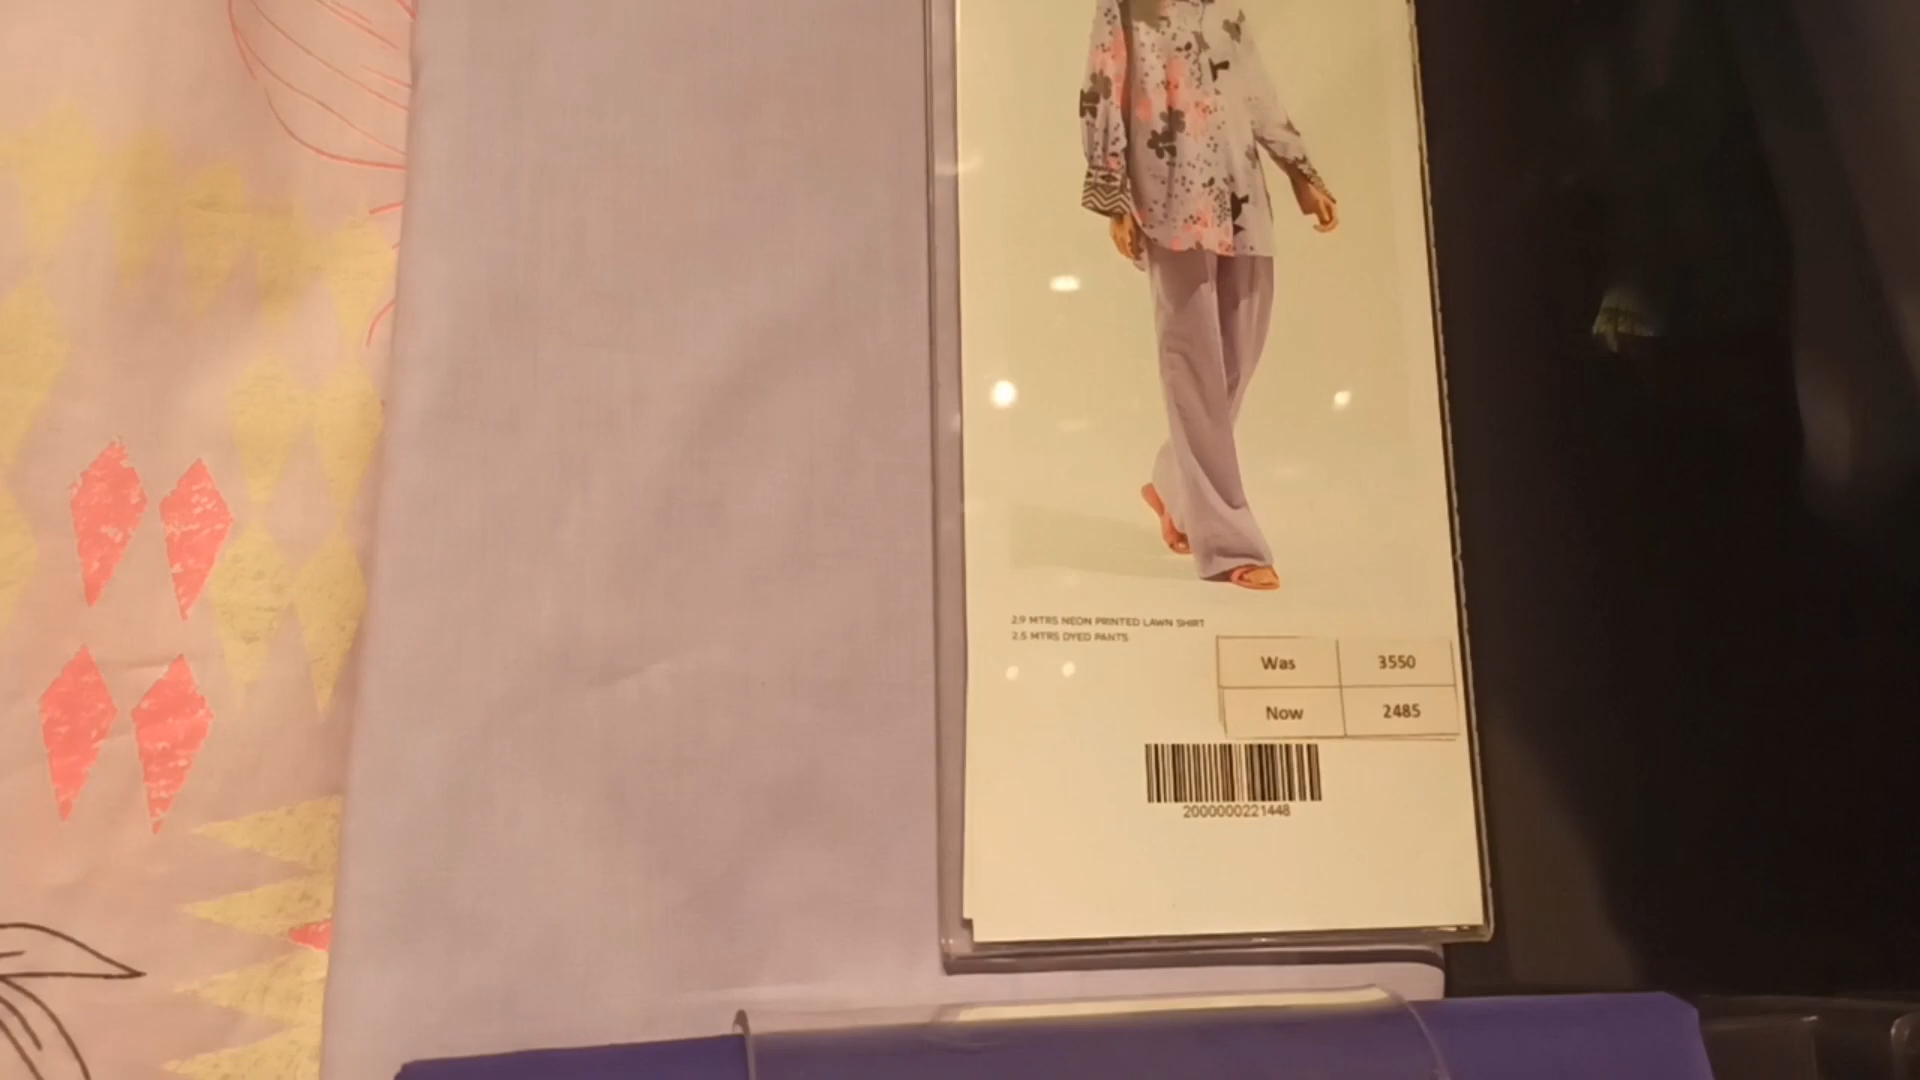 2.9 MTRS NEON PRINTED LAWN SHIRT
2.5 MTRS DYED PANTS
Was 3550
Now 2485
2000000221448